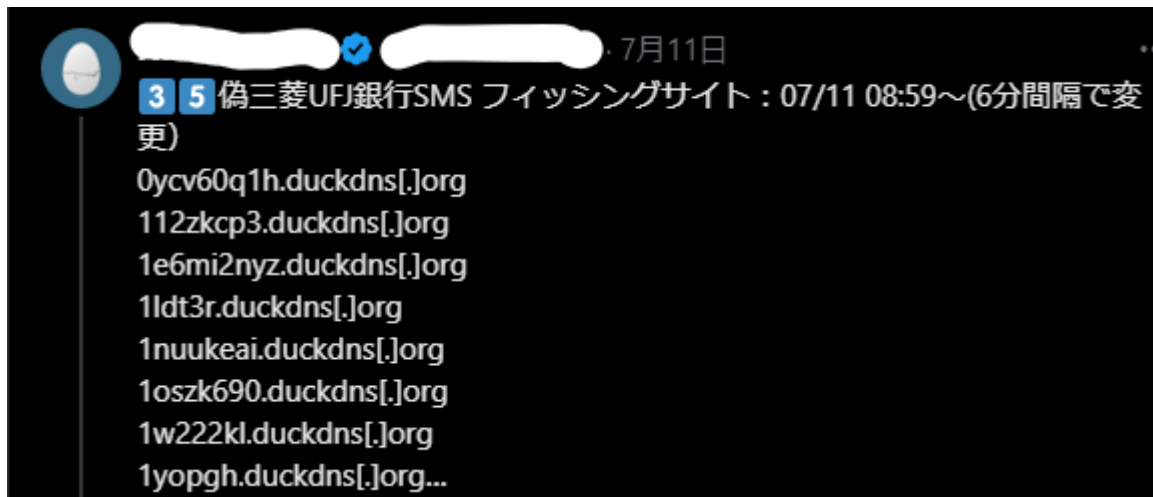 7月11日
35偽三菱UFJ銀行SMS フィッシングサイト：07/11 08:59～(6分間隔で変
更)
0ycv60q1h.duckdns[.]org
112zkcp3.duckdns[.]org
1e6mi2nyz.duckdns[.]org
1ldt3r.duckdns[.]org
1nuukeai.duckdns[.]org
1oszk690.duckdns[.]org
1w222kl.duckdns[.]org
1yopgh.duckdns[.]org...